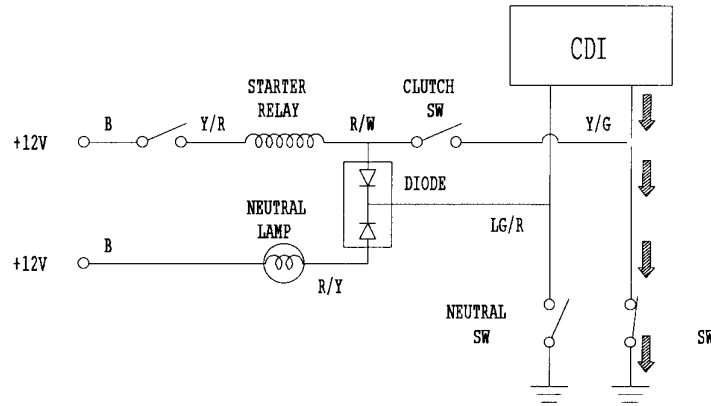 CDI
STARTER
RELAY
CLUTCH
SW
B
Y/R
R/W
Y/G
+12V
DIODE
NEUTRAL
LAMP
LG/R
B
+12V
R/Y
NEUTRAL
SW
SW